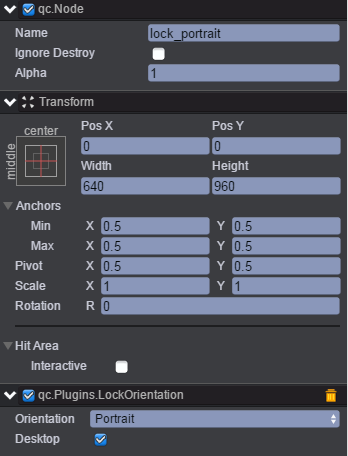 qc.Node
Name lock_portrait
Ignore Destroy
Alpha 1
Transform
center
middle
Pos X Pos Y
0 0
Width Height
640 960
Anchors
Min X 0.5 Y 0.5
Max X 0.5 Y 0.5
Pivot X 0.5 Y 0.5
Scale X 1 Y 1
Rotation R 0
Hit Area
Interactive
qc.Plugins.LockOrientation
Orientation Portrait
Desktop